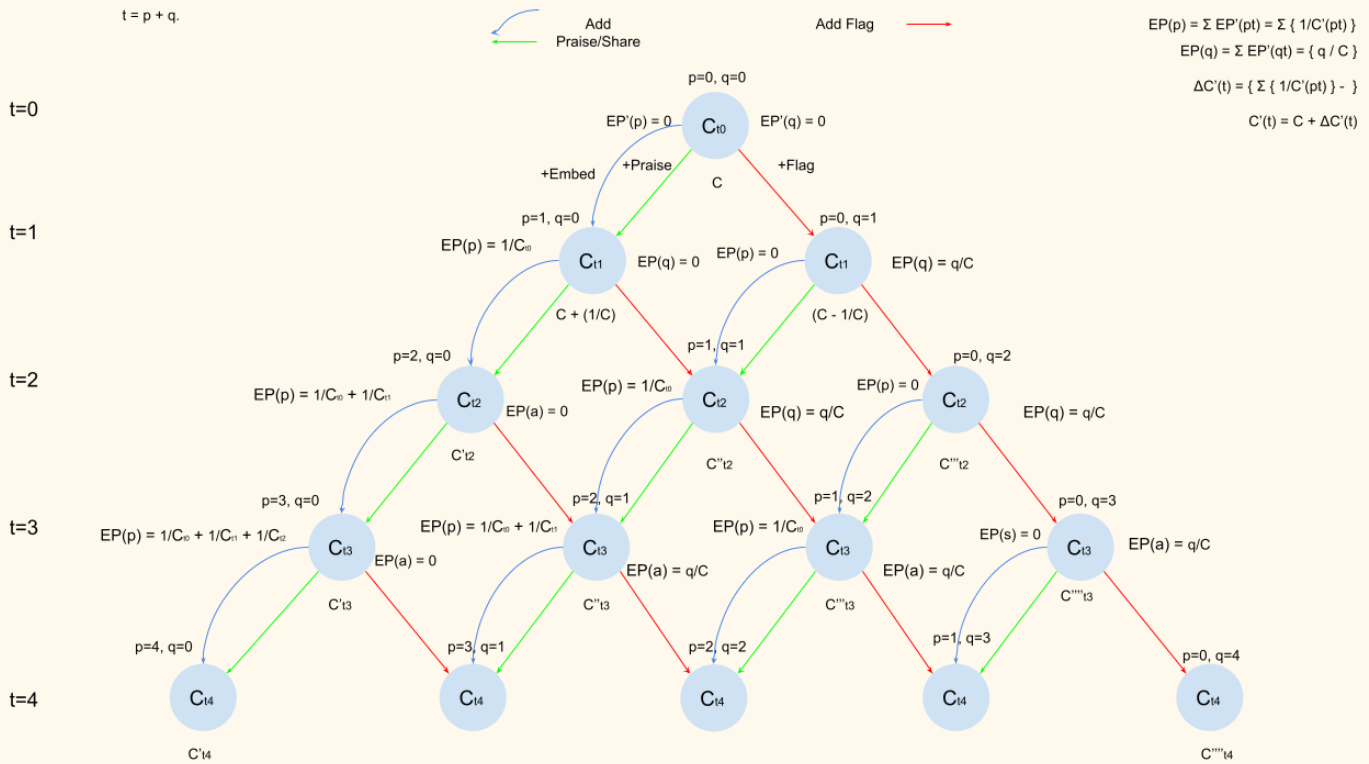 t = p + q.
Add
Praise/Share
Add Flag
EP(p) = Σ EP'(pt) = Σ { 1/C'(pt) }
EP(q) = Σ EP'(qt) = { q / C }
ΔC'(t) = { Σ { 1/C'(pt) } - }
C'(t) = C + ΔC'(t)
p=0, q=0
t=0
EP'(p) = 0
Ct0
EP'(q) = 0
+Embed
+Praise
+Flag
C
p=1, q=0
p=0, q=1
t=1
EP(p) = 1/Ct0
Ct1
EP(q) = 0
EP(p) = 0
Ct1
EP(q) = q/C
C + (1/C)
(C - 1/C)
p=2, q=0
p=1, q=1
p=0, q=2
t=2
EP(p) = 1/Ct0 + 1/Ct1
Ct2
EP(a) = 0
EP(p) = 1/Ct0
Ct2
EP(q) = q/C
EP(p) = 0
Ct2
EP(q) = q/C
C't2
C''t2
C'''t2
p=3, q=0
p=2, q=1
p=1, q=2
p=0, q=3
t=3
EP(p) = 1/Ct0 + 1/Ct1 + 1/Ct2
Ct3
EP(a) = 0
EP(p) = 1/Ct0 + 1/Ct1
Ct3
EP(a) = q/C
EP(p) = 1/Ct0
Ct3
EP(a) = q/C
EP(s) = 0
Ct3
EP(a) = q/C
C't3
C''t3
C'''t3
C''''t3
p=4, q=0
p=3, q=1
p=2, q=2
p=1, q=3
p=0, q=4
t=4
Ct4
Ct4
Ct4
Ct4
Ct4
C't4
C'''''t4